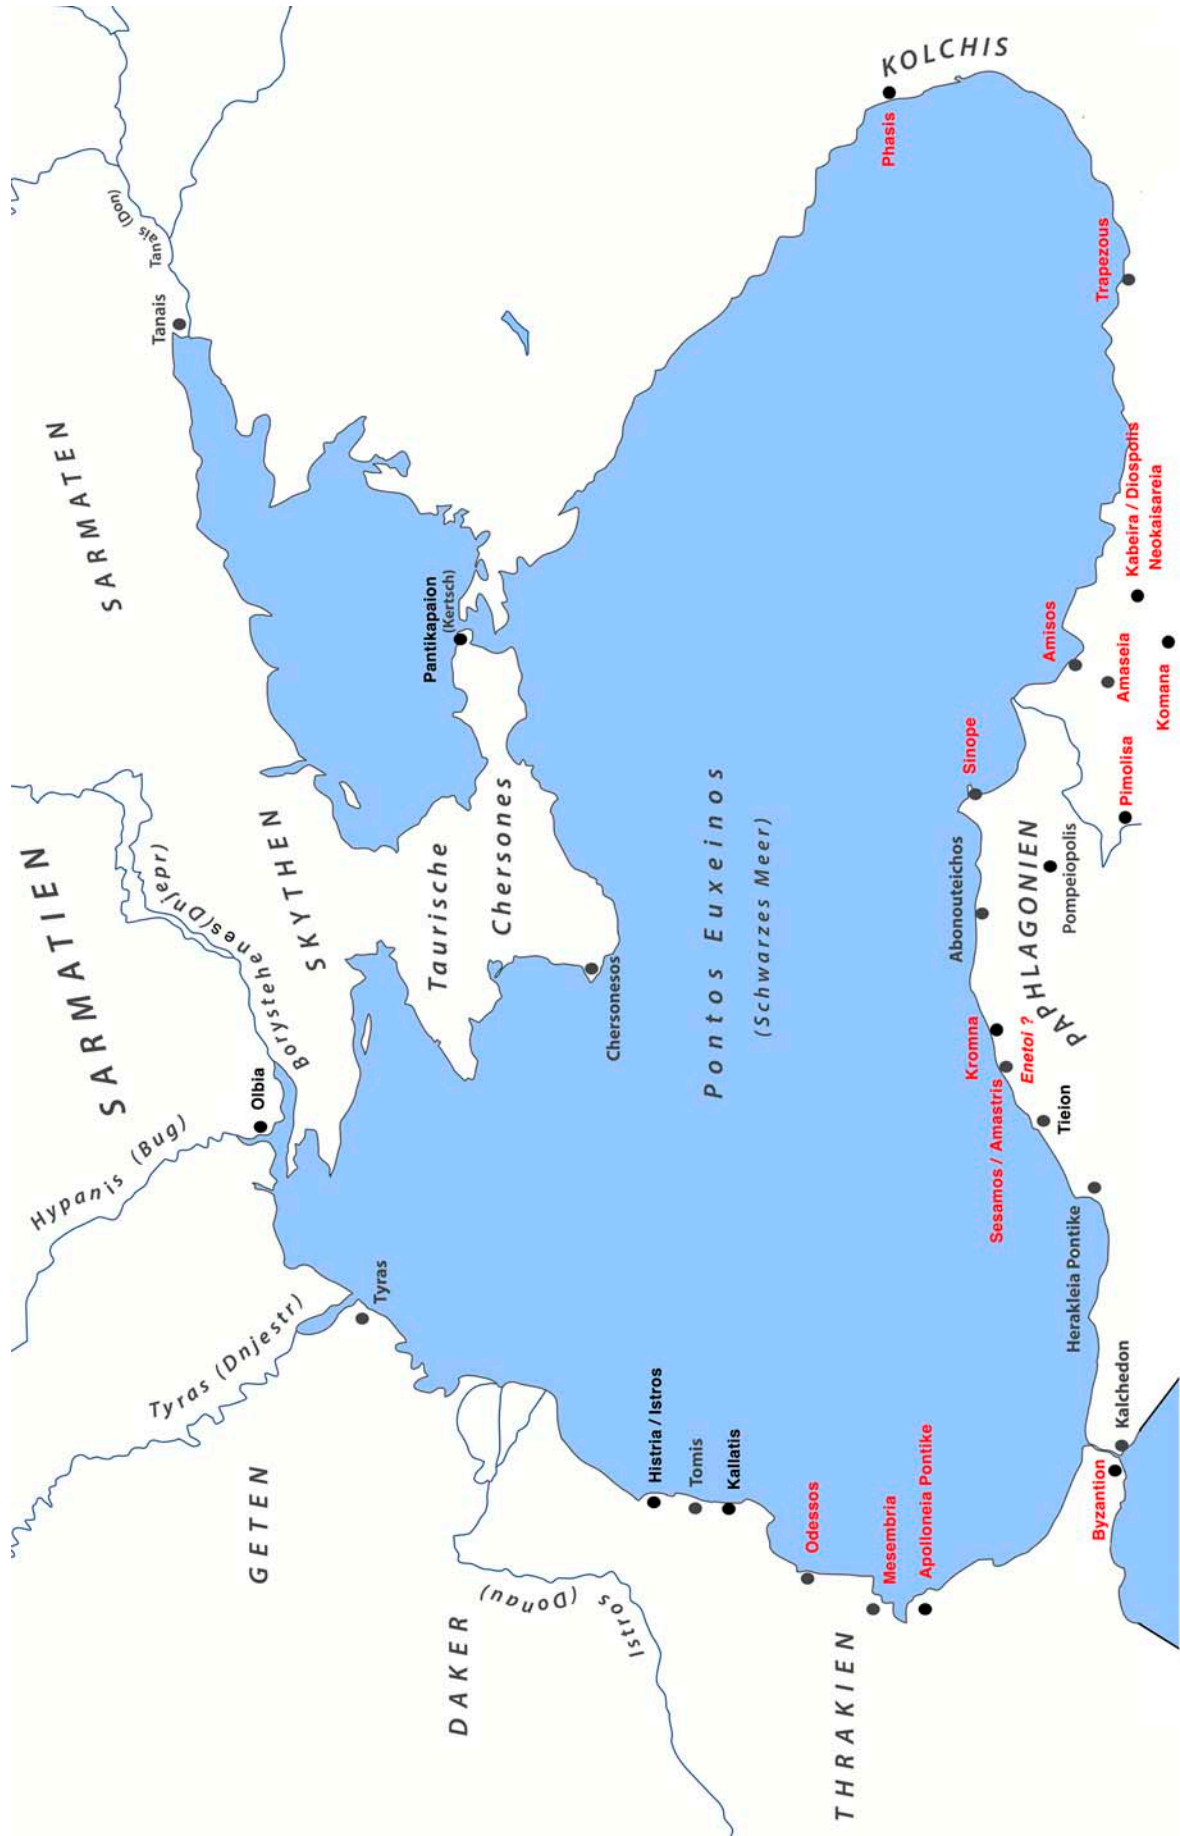 SARMATIEN
SARMATEN
Tanais (Don)
Tanais
Hypanis (Bug)
Olbia
Borystehenes(Dnjepr)
SKYTHEN
Tyras (Dnjestr)
Tyras
GETEN
Pantikapaion
(Kertsch)
Taurische
Chersones
Chersonesos
DAKER
Istros (Donau)
Histria / Istros
Tomis
Kallatis
Odessos
Mesembria
Apolloneia Pontike
THRAKIEN
Pontos Euxeinos
(Schwarzes Meer)
KOLCHIS
Phasis
Trapezous
Kabeira / Diospolis
Neokaisareia
Amisos
Amaseia
Komana
Sinope
Pimolisa
Abonouteichos
PAPHLAGONIEN
Pompeiopolis
Kromna
Enetoi ?
Sesamos / Amastris
Tieion
Herakleia Pontike
Kalchedon
Byzantion